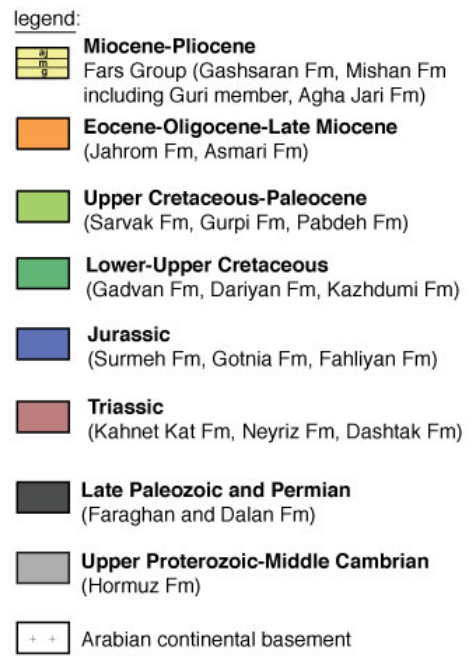 legend:
Miocene-Pliocene
aj
m
g
Fars Group (Gashsaran Fm, Mishan Fm
including Guri member, Agha Jari Fm)
Eocene-Oligocene-Late Miocene
(Jahrom Fm, Asmari Fm)
Upper Cretaceous-Paleocene
(Sarvak Fm, Gurpi Fm, Pabdeh Fm)
Lower-Upper Cretaceous
(Gadvan Fm, Dariyan Fm, Kazhdumi Fm)
Jurassic
(Surmeh Fm, Gotnia Fm, Fahliyan Fm)
Triassic
(Kahnet Kat Fm, Neyriz Fm, Dashtak Fm)
Late Paleozoic and Permian
(Faraghan and Dalan Fm)
Upper Proterozoic-Middle Cambrian
(Hormuz Fm)
+ + Arabian continental basement